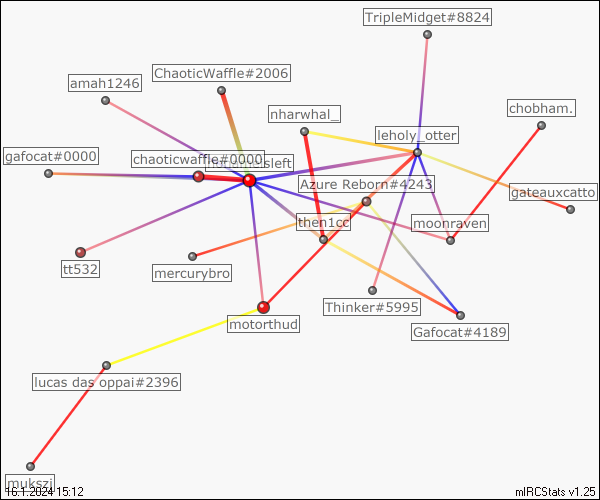 TripleMidget#8824
ChaoticWaffle#2006
amah1246
nharwhal_
chobham.
leholy_otter
gafocat#0000
chaoticwaffle#0000
Azure Reborn#4243
gateauxcatto
then1cc
moonraven
tt532
mercurybro
Thinker#5995
motorthud
Gafocat#4189
lucas das oppai#2396
mukszi
16.1.2024 15:12
mIRCStats v1.25